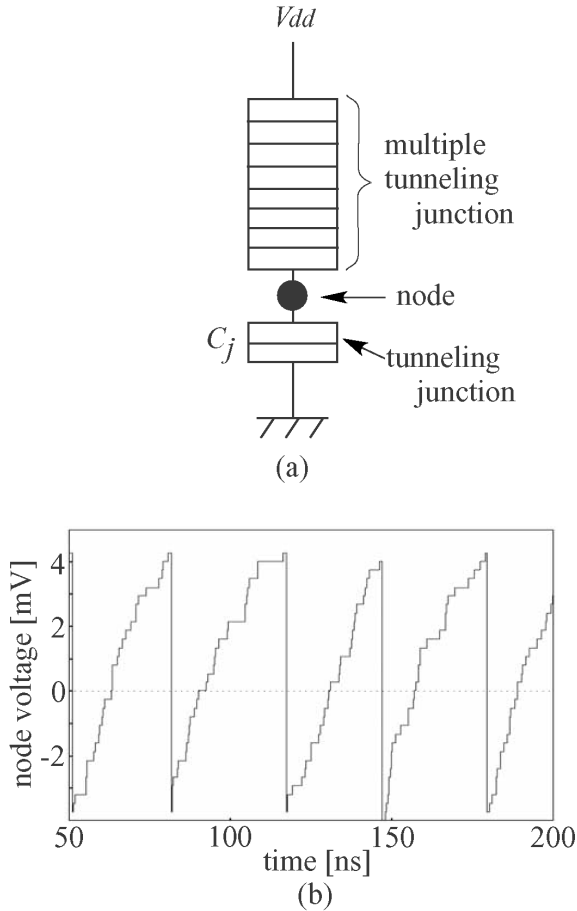 Vdd
multiple
tunneling
junction
node
Cj
tunneling
junction
(a)
node voltage [mV]
4
2
0
-2
50
100
150
200
time [ns]
(b)